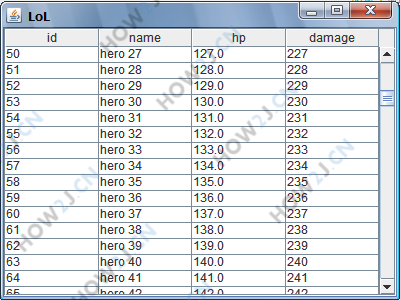 LoL
id name hp damage
50 hero 27 127.0 227
51 hero 28 128.0 228
52 hero 29 129.0 229
53 hero 30 130.0 230
54 hero 31 131.0 231
55 hero 32 132.0 232
56 hero 33 133.0 233
57 hero 34 134.0 234
58 hero 35 135.0 235
59 hero 36 136.0 236
60 hero 37 137.0 237
61 hero 38 138.0 238
62 hero 39 139.0 239
63 hero 40 140.0 240
64 hero 41 141.0 241
65 hero 42 142.0 242
HOW2J.CN
HOW2J.CN
HOW2J.CN
HOW2J.CN
HOW2J.CN